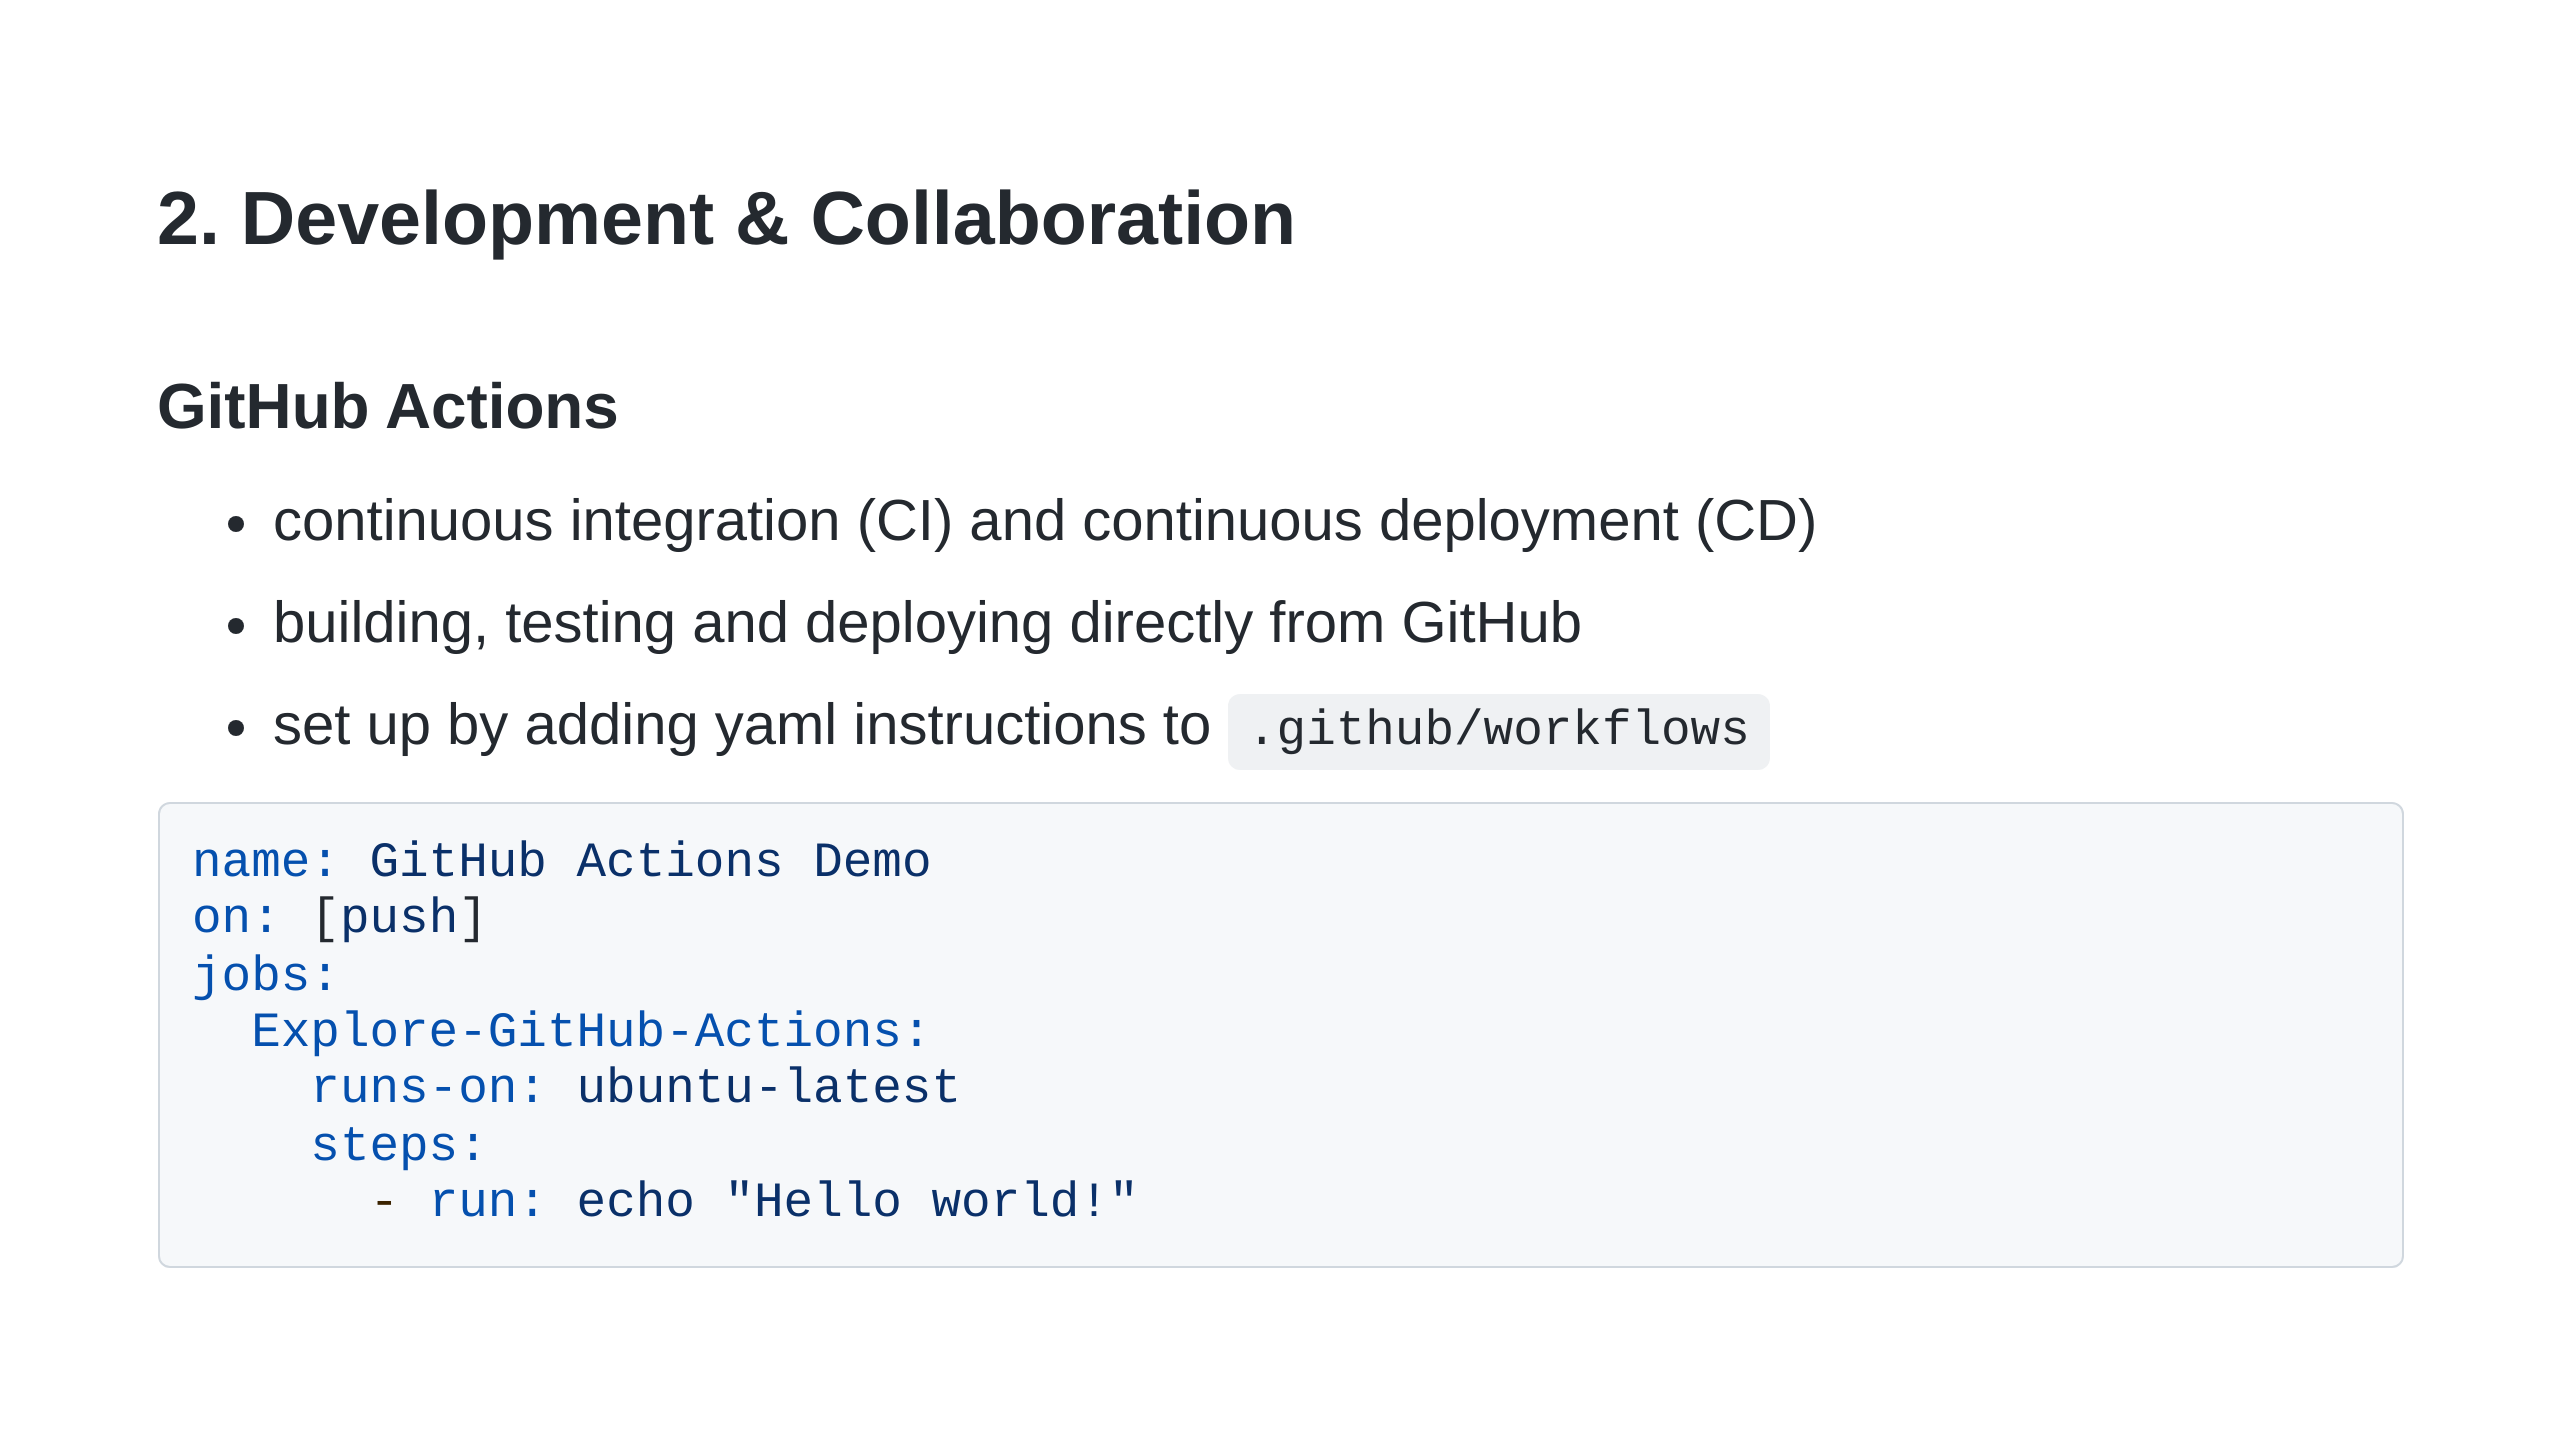 2. Development & Collaboration
GitHub Actions
• continuous integration (CI) and continuous deployment (CD)
• building, testing and deploying directly from GitHub
• set up by adding yaml instructions to .github/workflows
name: GitHub Actions Demo
on: [push]
jobs:
  Explore-GitHub-Actions:
    runs-on: ubuntu-latest
    steps:
      - run: echo "Hello world!"